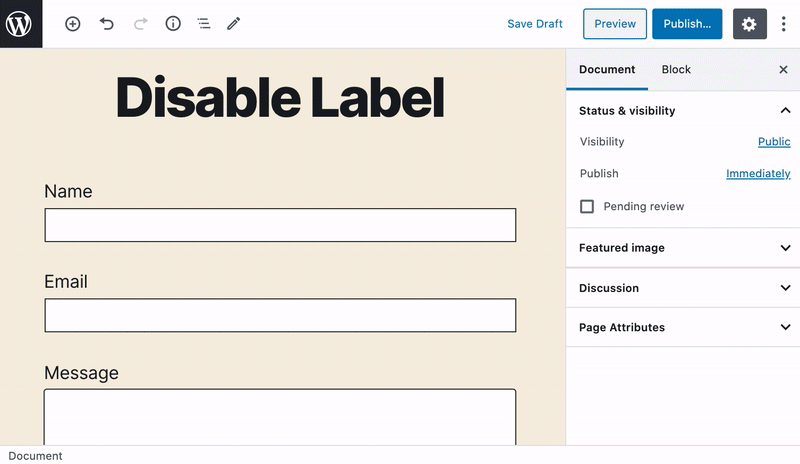 Save Draft
Preview
Publish...
Disable Label
Name
Email
Message
Document
Block
Status & visibility
Visibility
Public
Publish
Immediately
Pending review
Featured image
Discussion
Page Attributes
Document